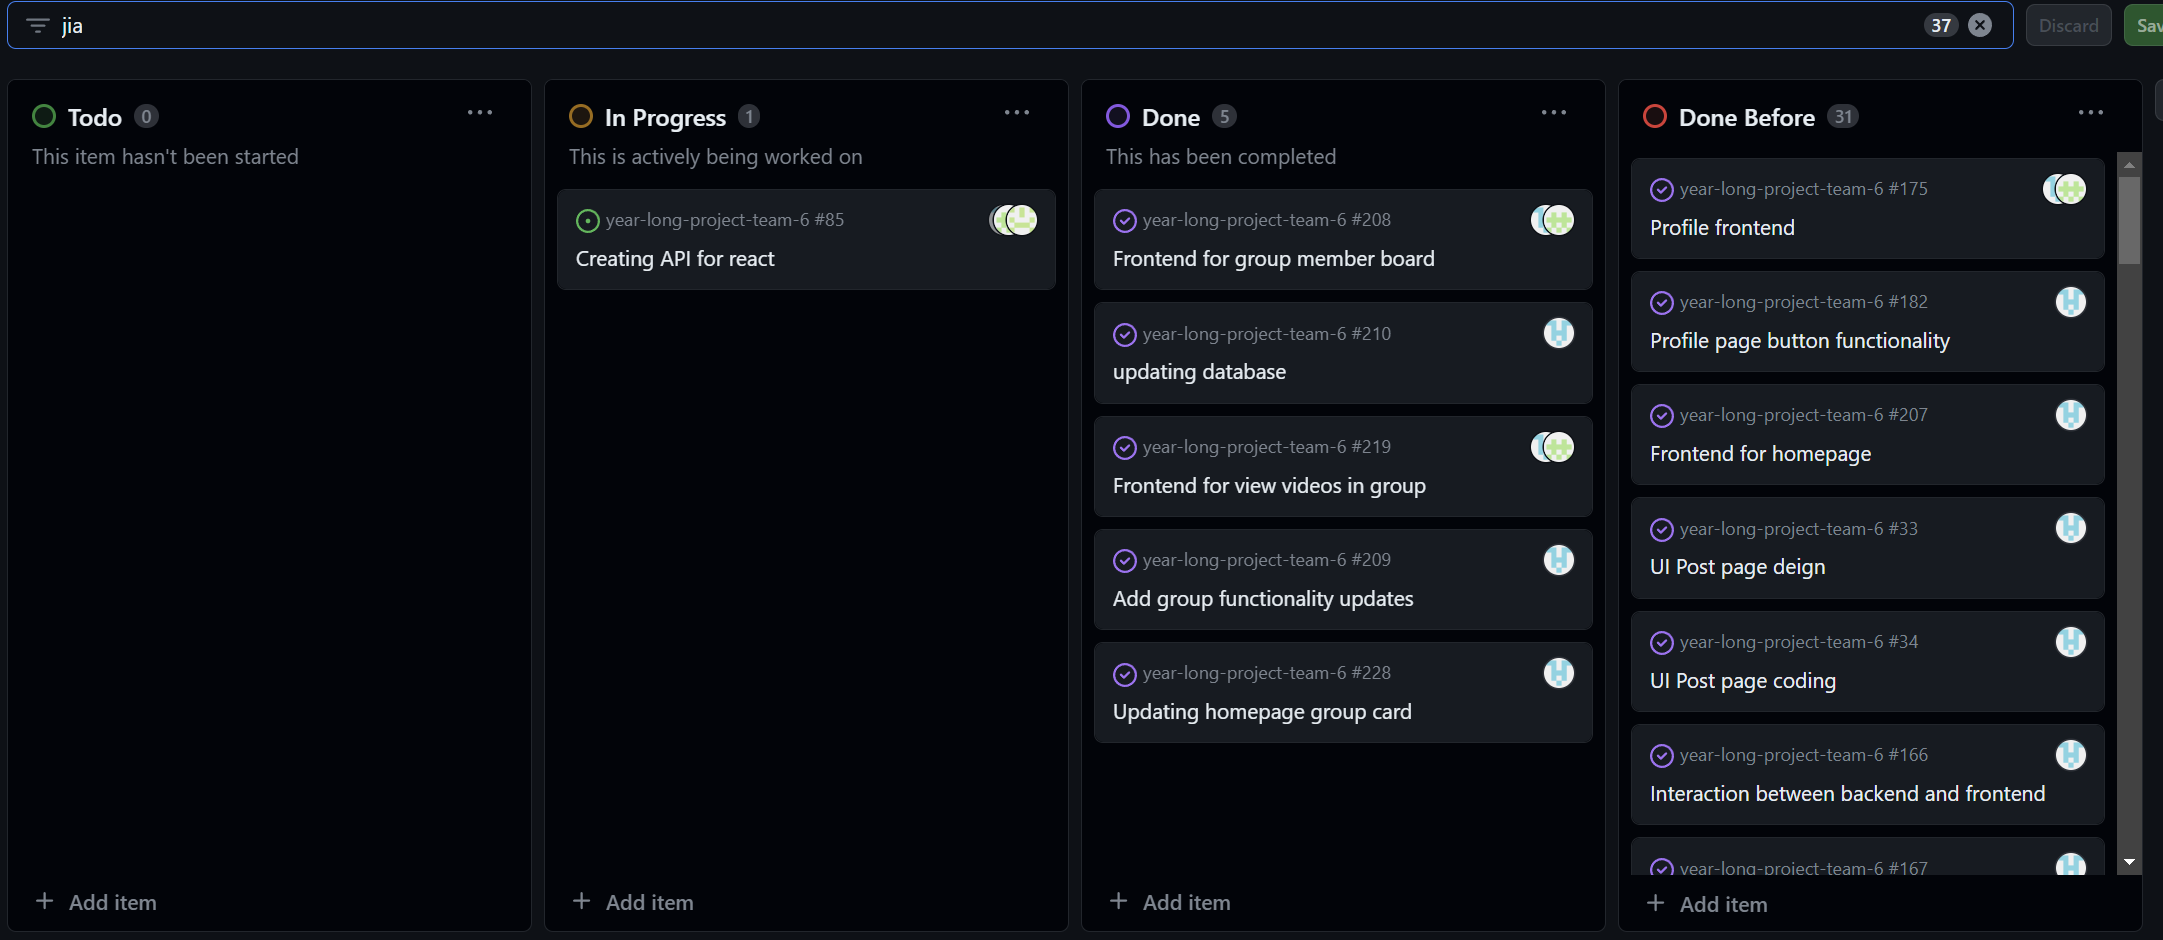 jia
37
Discard
Sav
Todo 0
This item hasn't been started
Add item
In Progress 1
This is actively being worked on
year-long-project-team-6 #85
Creating API for react
Add item
Done 5
This has been completed
year-long-project-team-6 #208
Frontend for group member board
year-long-project-team-6 #210
updating database
year-long-project-team-6 #219
Frontend for view videos in group
year-long-project-team-6 #209
Add group functionality updates
year-long-project-team-6 #228
Updating homepage group card
Add item
Done Before 31
year-long-project-team-6 #175
Profile frontend
year-long-project-team-6 #182
Profile page button functionality
year-long-project-team-6 #207
Frontend for homepage
year-long-project-team-6 #33
UI Post page deign
year-long-project-team-6 #34
UI Post page coding
year-long-project-team-6 #166
Interaction between backend and frontend
year-long-project-team-6 #167
Add item